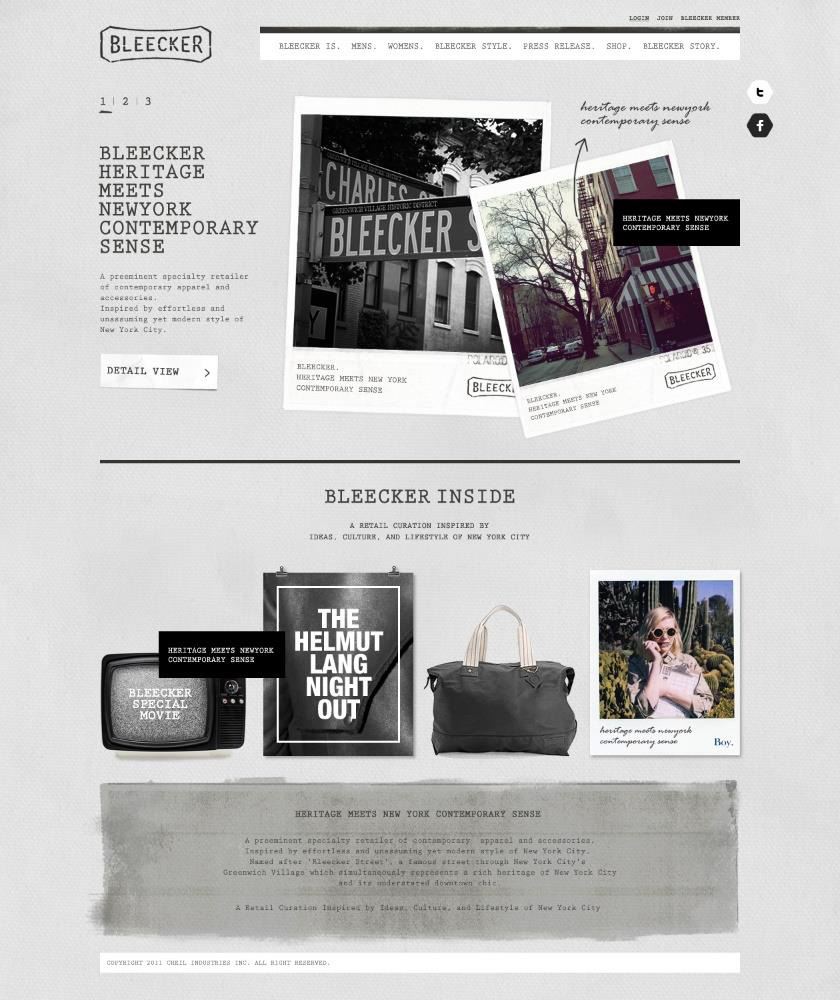 LOGIN JOIN BLEECKER MEMBER
BLEECKER
BLEECKER IS. MENS. WOMENS. BLEECKER STYLE. PRESS RELEASE. SHOP. BLEECKER STORY.
1 | 2 | 3
heritage meets newyork
contemporary sense
BLEECKER
HERITAGE
MEETS
NEWYORK
CONTEMPORARY
SENSE
A preeminent specialty retailer
of contemporary apparel and
accessories.
Inspired by effortless and
unassuming yet modern style of
New York City.
DETAIL VIEW >
GREENWICH VILLAGE HISTORIC DISTRICT
CHARLES
GREENWICH VILLAGE HISTORIC DISTRICT
BLEECKER S
BLEECKER.
HERITAGE MEETS NEW YORK
CONTEMPORARY SENSE
BLEECK
HERITAGE MEETS NEWYORK
CONTEMPORARY SENSE
POLAROID® 35
BLEECKER.
HERITAGE MEETS NEW YORK
CONTEMPORARY SENSE
BLEECKER
BLEECKER INSIDE
A RETAIL CURATION INSPIRED BY
IDEAS, CULTURE, AND LIFESTYLE OF NEW YORK CITY
HERITAGE MEETS NEWYORK
CONTEMPORARY SENSE
BLEECKER
SPECIAL
MOVIE
THE
HELMUT
LANG
NIGHT
OUT
heritage meets newyork
contemporary sense
Boy.
HERITAGE MEETS NEW YORK CONTEMPORARY SENSE
A preeminent specialty retailer of contemporary apparel and accessories.
Inspired by effortless and unassuming yet modern style of New York City.
Named after 'Bleecker Street', a famous street through New York City's
Greenwich Village which simultaneously represents a rich heritage of New York City
and its understated downtown chic.
A Retail Curation Inspired by Ideas, Culture, and Lifestyle of New York City
COPYRIGHT 2011 CHEIL INDUSTRIES INC. ALL RIGHT RESERVED.